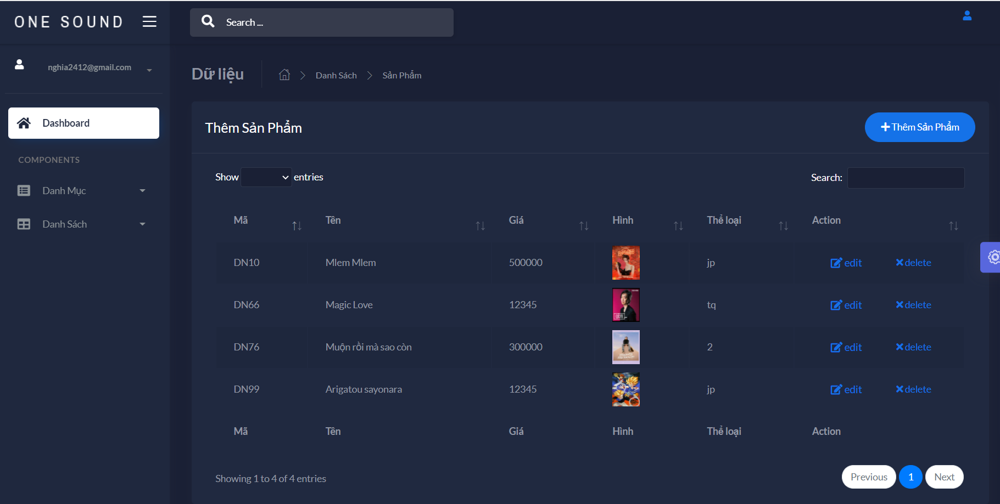 ONE SOUND
Search ...
nghia2412@gmail.com
Dữ liệu
Danh Sách
Sản Phẩm
Dashboard
COMPONENTS
Danh Mục
Danh Sách
Thêm Sản Phẩm
Thêm Sản Phẩm
Show entries
Search:
Mã Tên Giá Hình Thể loại Action
DN10 Mlem Mlem 500000 jp edit delete
DN66 Magic Love 12345 tq edit delete
DN76 Muộn rồi mà sao còn 300000 2 edit delete
DN99 Arigatou sayonara 12345 jp edit delete
Mã Tên Giá Hình Thể loại Action
Showing 1 to 4 of 4 entries
Previous 1 Next